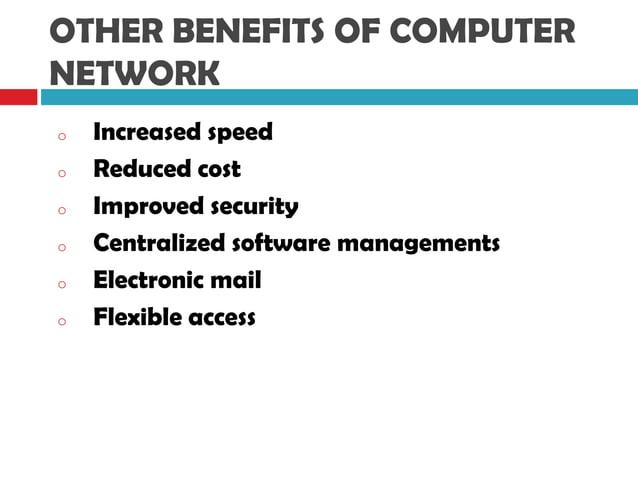 OTHER BENEFITS OF COMPUTER
NETWORK
Increased speed
Reduced cost
Improved security
Centralized software managements
Electronic mail
Flexible access